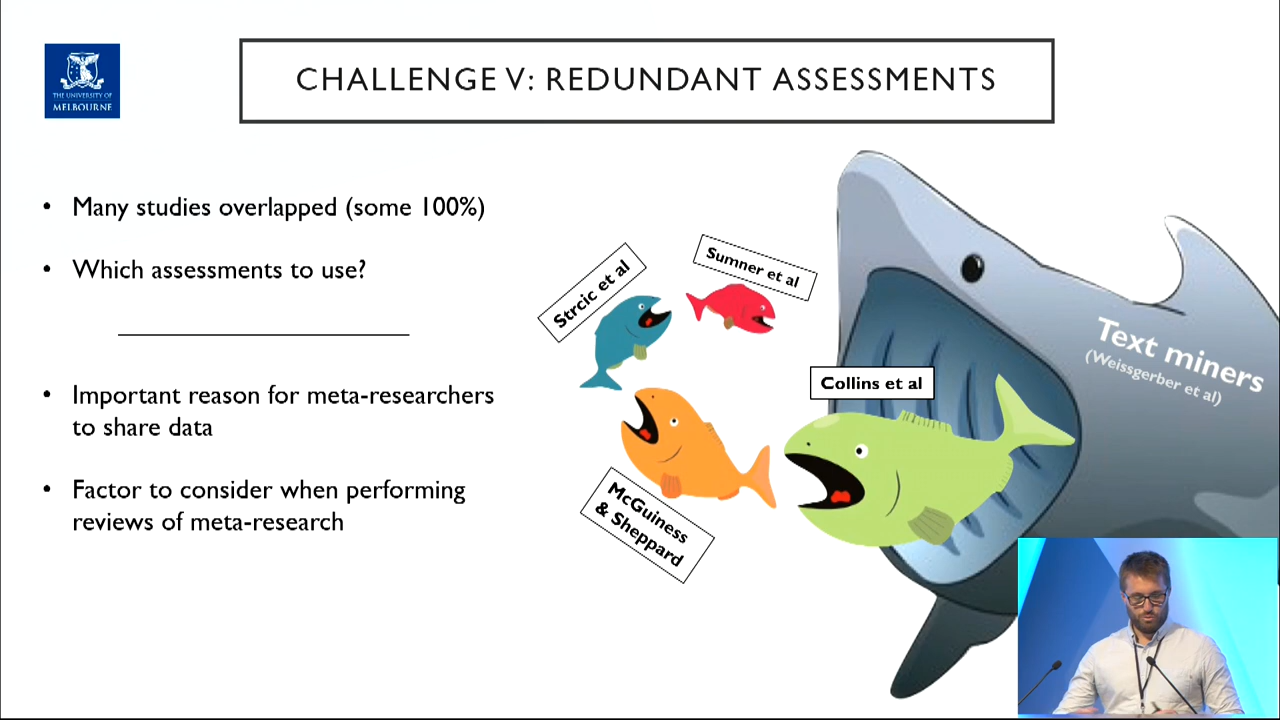 THE UNIVERSITY OF
MELBOURNE
CHALLENGE V: REDUNDANT ASSESSMENTS
• Many studies overlapped (some 100%)
• Which assessments to use?
• Important reason for meta-researchers
to share data
• Factor to consider when performing
reviews of meta-research
Strcic et al
Sumner et al
Collins et al
McGuiness
& Sheppard
Text miners
(Weissgerber et al)